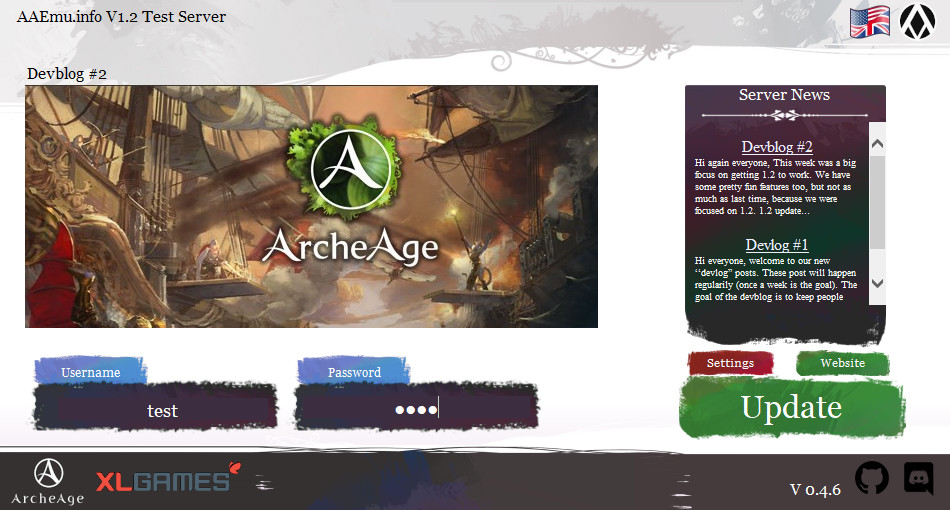 AAEmu.info V1.2 Test Server
Devblog #2
ArcheAge
Server News
Devblog #2
Hi again everyone, This week was a big
focus on getting 1.2 to work. We have
some pretty fun features too, but not as
much as last time, because we were
focused on 1.2. 1.2 update...
Devlog #1
Hi everyone, welcome to our new
“devlog” posts. These post will happen
regularily (once a week is the goal). The
goal of the devblog is to keep people
Username
test
Password
Settings
Website
Update
ArcheAge
XLGAMES
V 0.4.6